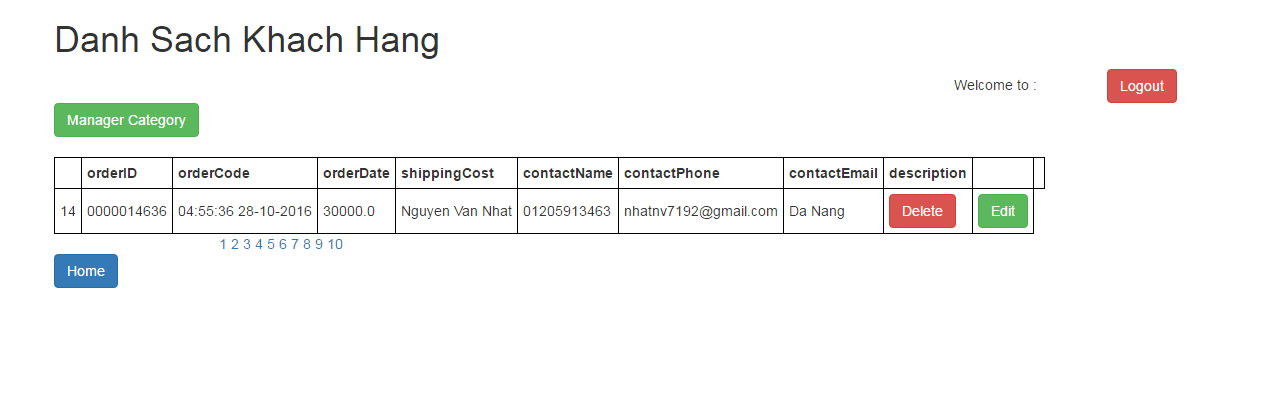 Danh Sach Khach Hang
Welcome to : Logout
Manager Category
orderID orderCode orderDate shippingCost contactName contactPhone contactEmail description
14 0000014636 04:55:36 28-10-2016 30000.0 Nguyen Van Nhat 01205913463 nhatnv7192@gmail.com Da Nang Delete Edit
1 2 3 4 5 6 7 8 9 10
Home